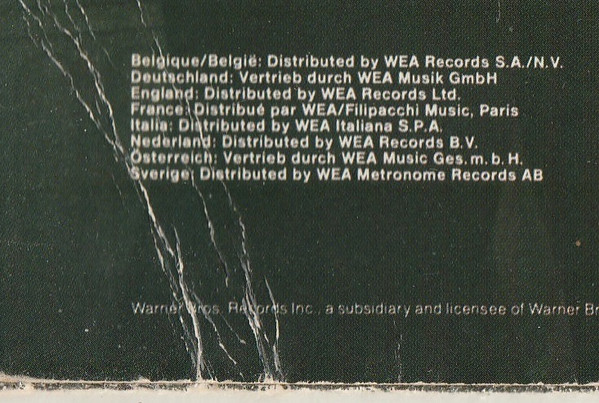 Belgique/België: Distributed by WEA Records S.A./N.V.
Deutschland: Vertrieb durch WEA Musik GmbH
England: Distributed by WEA Records Ltd.
France: Distribué par WEA/Filipacchi Music, Paris
Italia: Distributed by WEA Italiana S.P.A.
Nederland: Distributed by WEA Records B.V.
Österreich: Vertrieb durch WEA Music Ges. m. b. H.
Sverige: Distributed by WEA Metronome Records AB
Warner Bros. Records Inc., a subsidiary and licensee of Warner Br